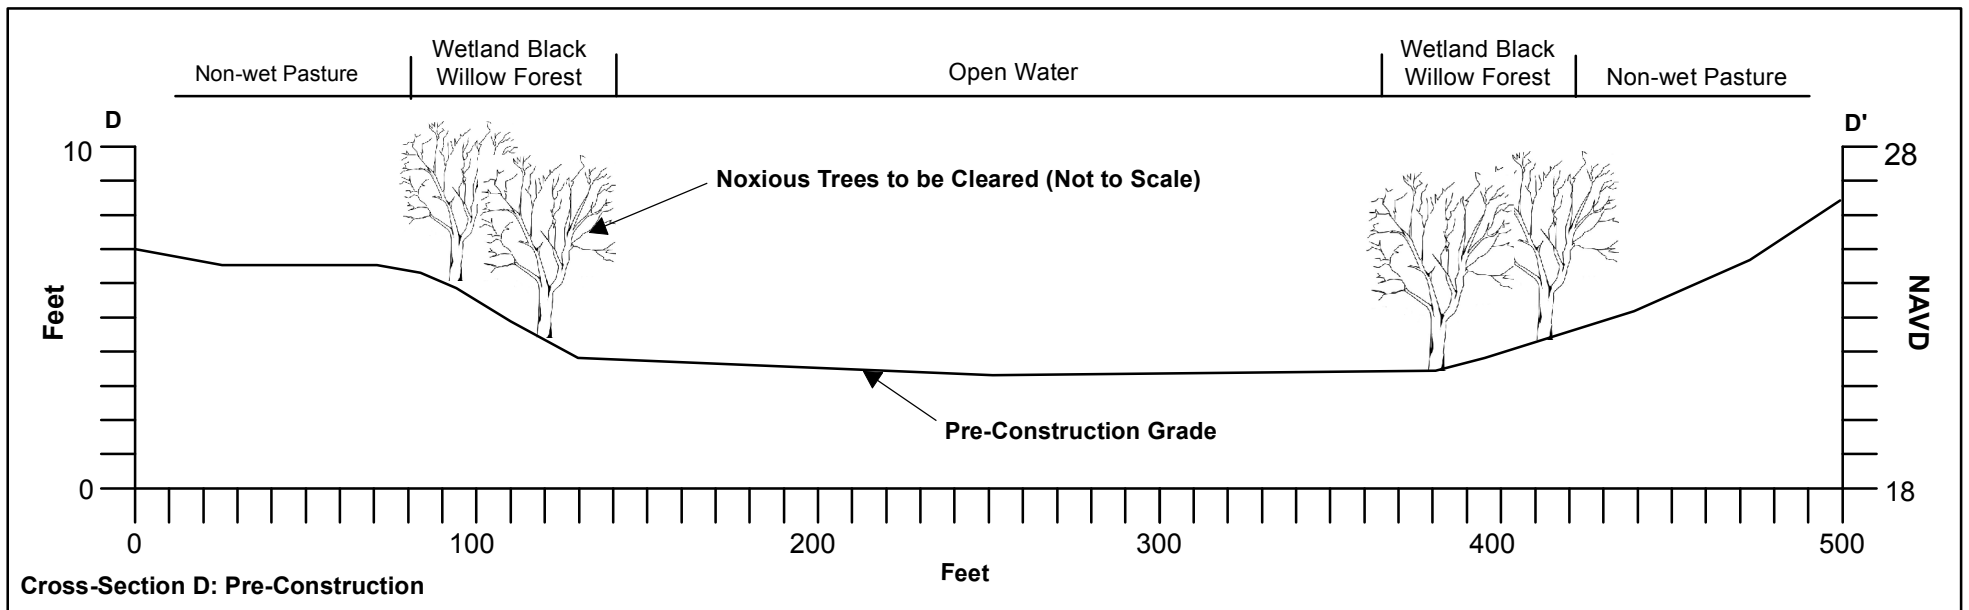 Wetland Black
Willow Forest
Wetland Black
Willow Forest
Non-wet Pasture
Open Water
Non-wet Pasture
D
D'
10
28
Noxious Trees to be Cleared (Not to Scale)
Feet
NAVD
Pre-Construction Grade
0
18
0
100
200
300
400
500
Feet
Cross-Section D: Pre-Construction